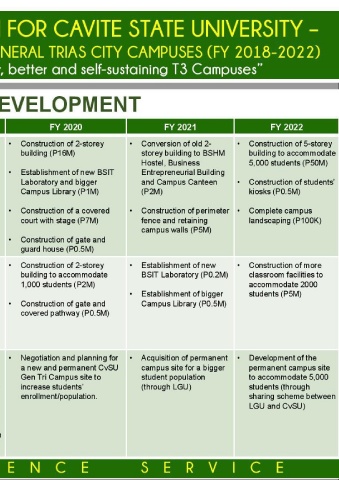 FOR CAVITE STATE UNIVERSITY –
NERAL TRIAS CITY CAMPUSES (FY 2018-2022)
, better and self-sustaining T3 Campuses”
EVELOPMENT
FY 2020
• Construction of 2-storey
building (P16M)
• Establishment of new BSIT
Laboratory and bigger
Campus Library (P1M)
• Construction of a covered
court with stage (P7M)
• Construction of gate and
guard house (P0.5M)
FY 2021
• Conversion of old 2-
storey building to BSHM
Hostel, Business
Entrepreneurial Building
and Campus Canteen
(P2M)
• Construction of perimeter
fence and retaining
campus walls (P5M)
FY 2022
• Construction of 5-storey
building to accommodate
5,000 students (P50M)
• Construction of students’
kiosks (P0.5M)
• Complete campus
landscaping (P100K)
• Construction of 2-storey
building to accommodate
1,000 students (P2M)
• Construction of gate and
covered pathway (P0.5M)
• Establishment of new
BSIT Laboratory (P0.2M)
• Establishment of bigger
Campus Library (P0.5M)
• Construction of more
classroom facilities to
accommodate 2000
students (P5M)
• Negotiation and planning for
a new and permanent CvSU
Gen Tri Campus site to
increase students’
enrollment/population.
• Acquisition of permanent
campus site for a bigger
student population
(through LGU)
• Development of the
permanent campus site
to accommodate 5,000
students (through
sharing scheme between
LGU and CvSU)
ENCE SERVICE